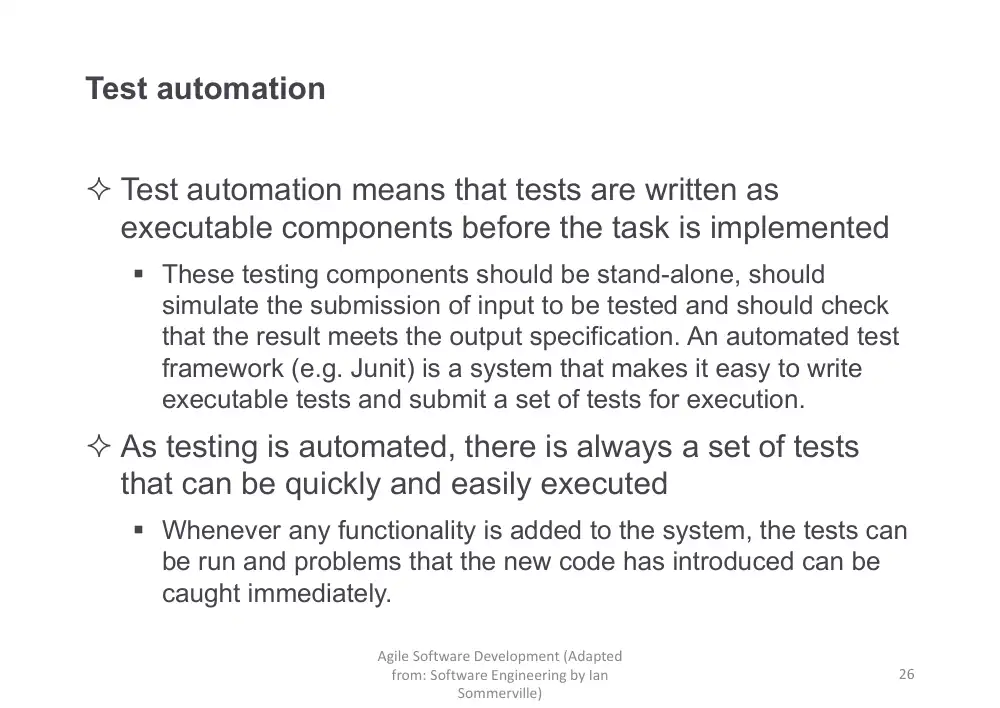 Test automation
✧ Test automation means that tests are written as
executable components before the task is implemented
▪ These testing components should be stand-alone, should
simulate the submission of input to be tested and should check
that the result meets the output specification. An automated test
framework (e.g. Junit) is a system that makes it easy to write
executable tests and submit a set of tests for execution.
✧ As testing is automated, there is always a set of tests
that can be quickly and easily executed
▪ Whenever any functionality is added to the system, the tests can
be run and problems that the new code has introduced can be
caught immediately.
Agile Software Development (Adapted
from: Software Engineering by Ian
Sommerville)
26